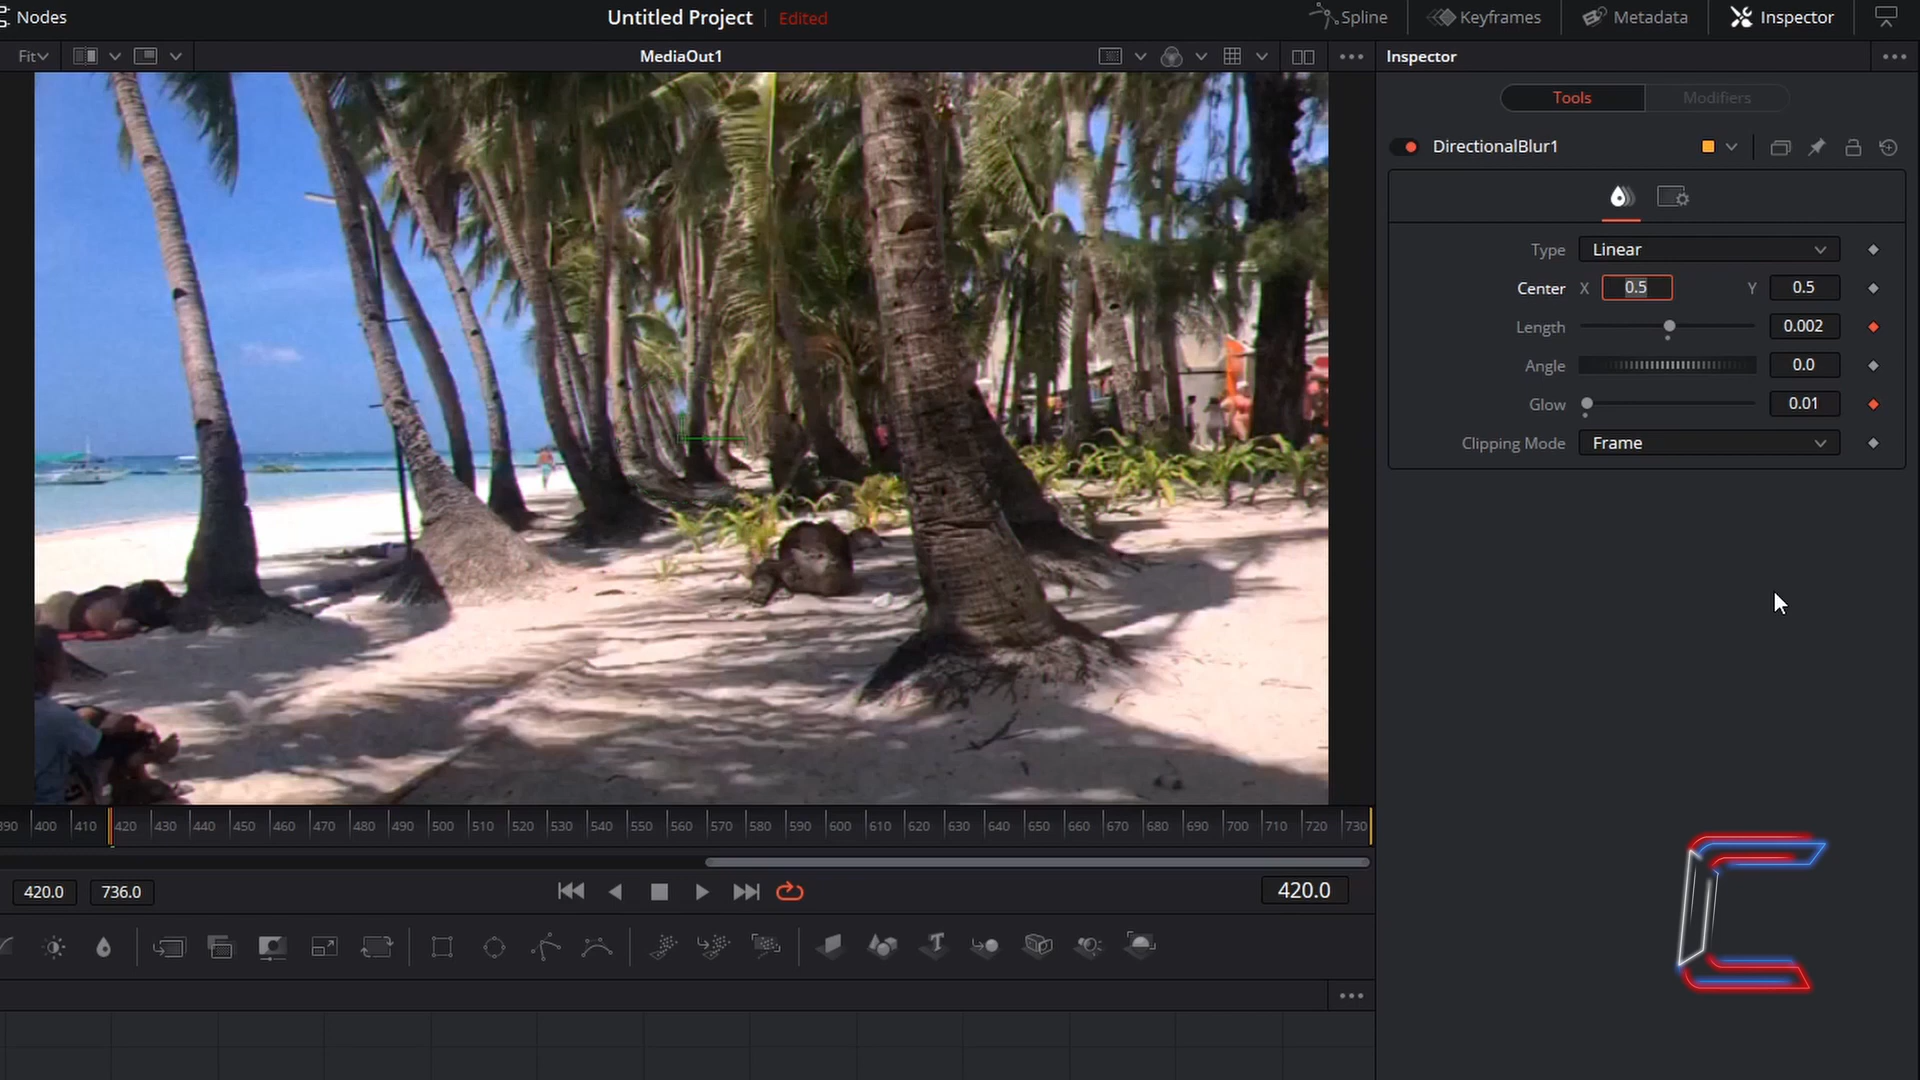 Nodes
Untitled Project
Edited
Spline
Keyframes
Metadata
Inspector
Fit
MediaOut1
Inspector
Tools
Modifiers
DirectionalBlur1
Type Linear
Center X 0.5 Y 0.5
Length 0.002
Angle 0.0
Glow 0.01
Clipping Mode Frame
390 400 410 420 430 440 450 460 470 480 490 500 510 520 530 540 550 560 570 580 590 600 610 620 630 640 650 660 670 680 690 700 710 720 730
420.0 736.0 420.0